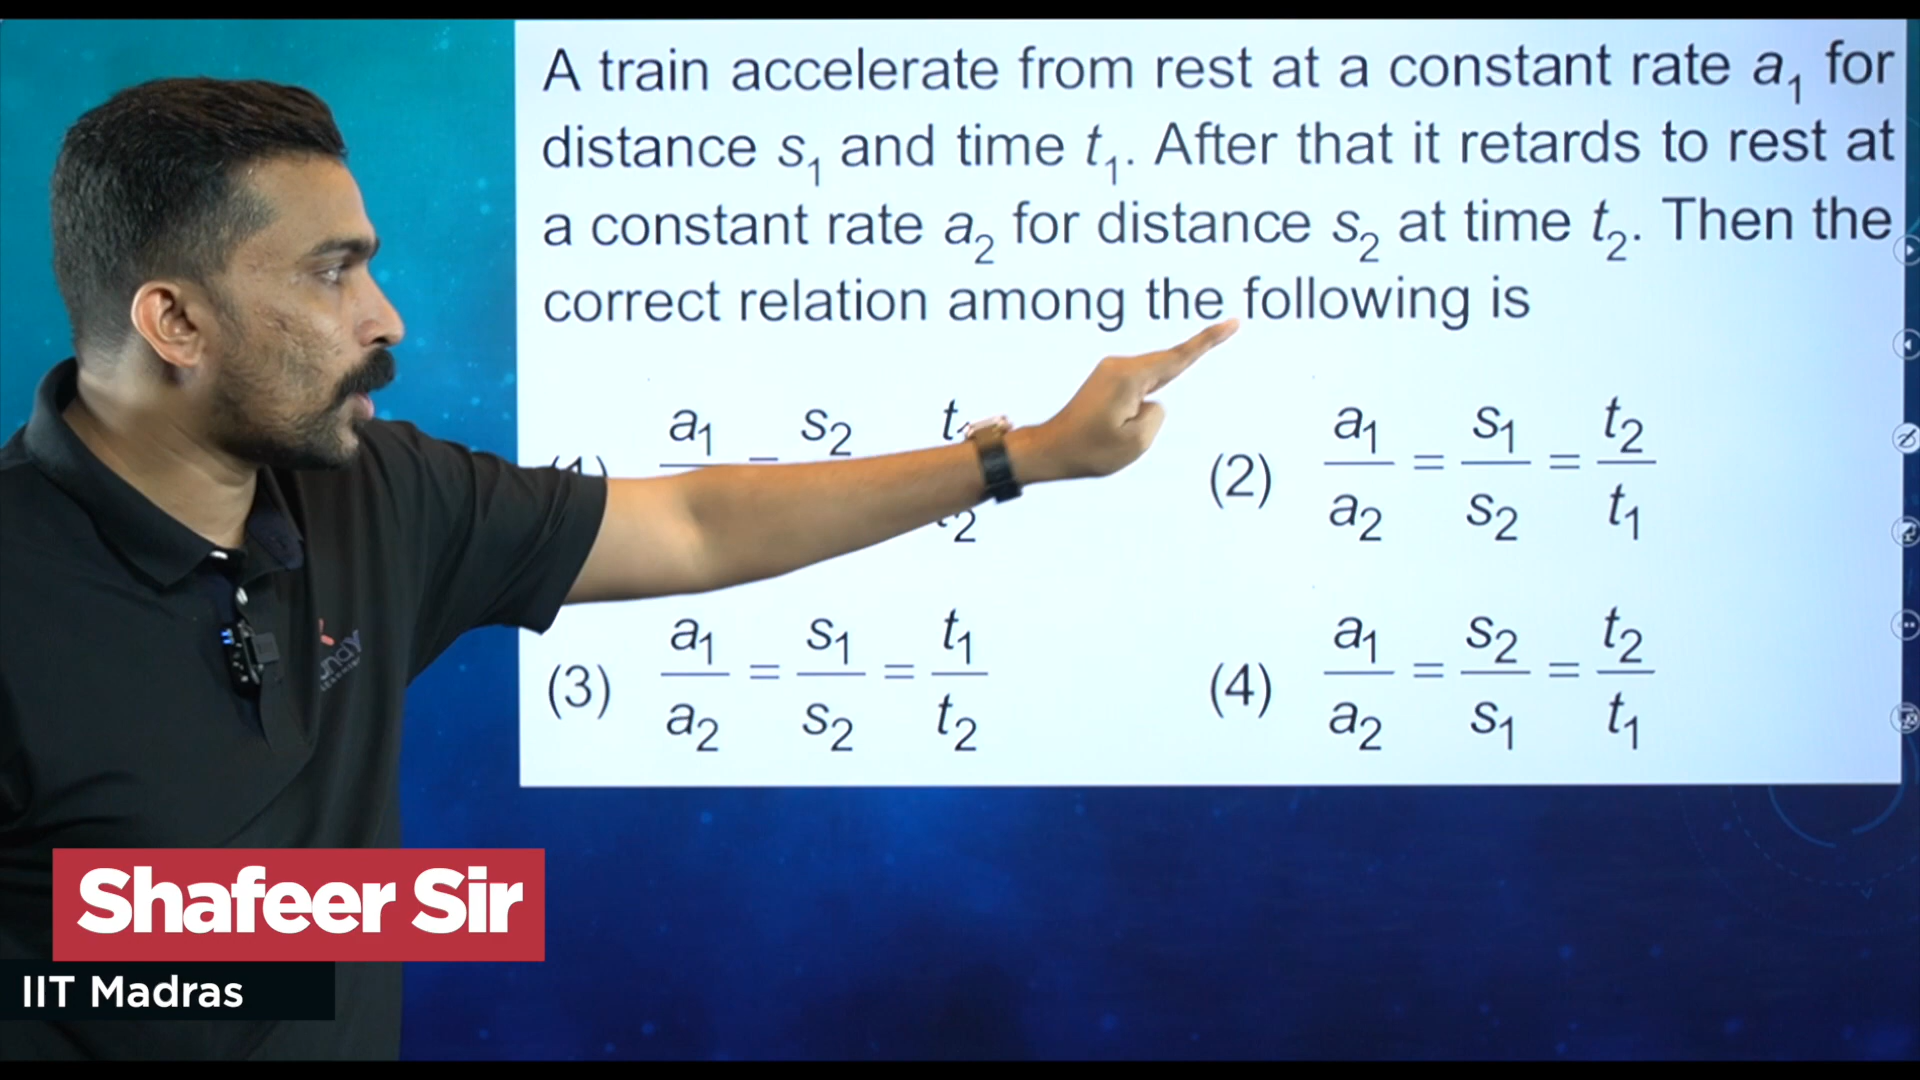 A train accelerate from rest at a constant rate a₁ for
distance s₁ and time t₁. After that it retards to rest at
a constant rate a₂ for distance s₂ at time t₂. Then the
correct relation among the following is
a₁ s₂
(2) a₁/a₂ = s₁/s₂ = t₂/t₁
(3) a₁/a₂ = s₁/s₂ = t₁/t₂
(4) a₁/a₂ = s₂/s₁ = t₂/t₁
Shafeer Sir
IIT Madras